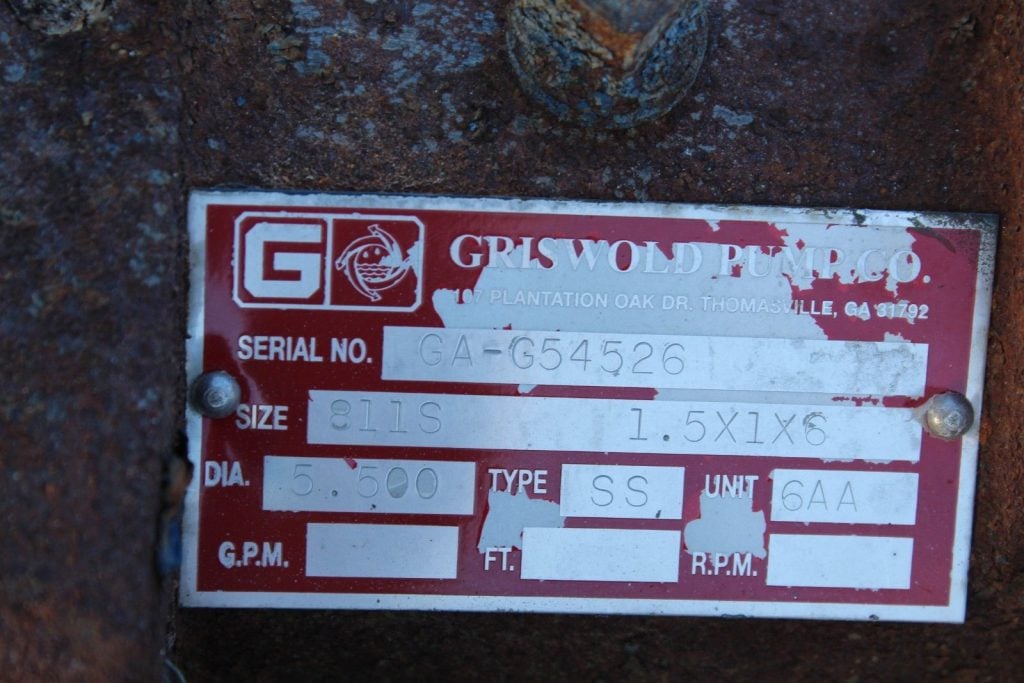 G
GRISWOLD PUMP CO.
PLANTATION OAK DR. THOMASVILLE, GA 31792
SERIAL NO. GA-G54526
SIZE 811S 1.5X1X6
DIA. 5.500 TYPE SS UNIT 6AA
G.P.M. FT. R.P.M.